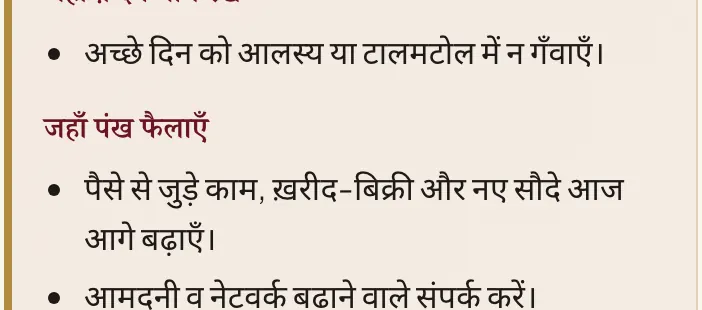 • अच्छे दिन को आलस्य या टालमटोल में न गँवाएँ।
जहाँ पंख फैलाएँ
• पैसे से जुड़े काम, ख़रीद-बिक्री और नए सौदे आज
आगे बढ़ाएँ।
• आमदनी व नेटवर्क बढ़ाने वाले संपर्क करें।